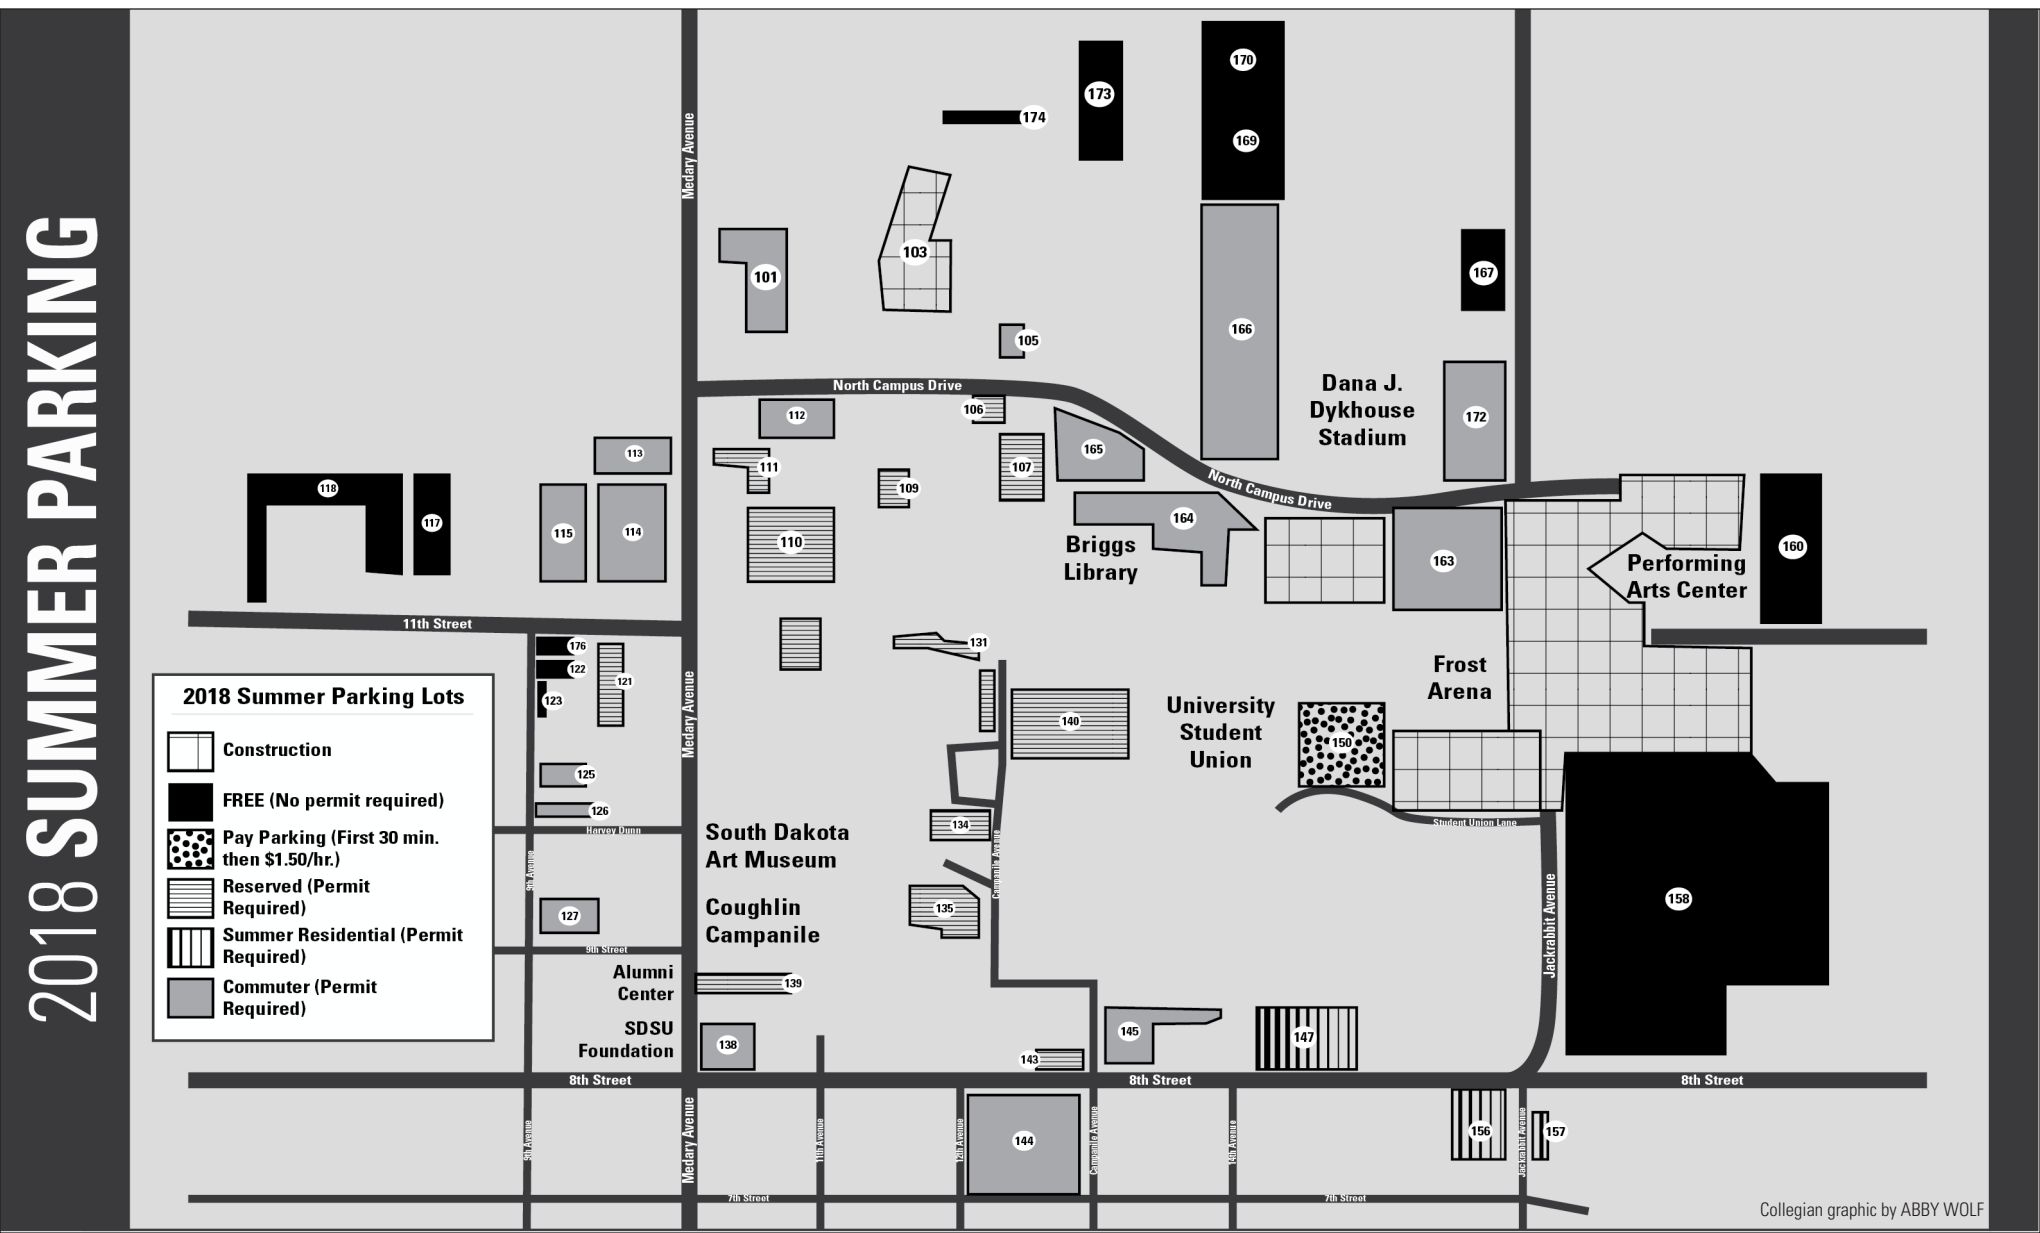 2018 SUMMER PARKING
170
173
174
169
Medary Avenue
103
101
167
166
105
Dana J.
Dykhouse
Stadium
North Campus Drive
106
112
172
165
113
111
107
109
118
North Campus Drive
117
115
114
110
164
Briggs
Library
163
160
Performing
Arts Center
11th Street
176
122
123
121
131
Frost
Arena
Medary Avenue
140
University
Student
Union
150
2018 Summer Parking Lots
Construction
FREE (No permit required)
Pay Parking (First 30 min.
then $1.50/hr.)
Reserved (Permit
Required)
Summer Residential (Permit
Required)
Commuter (Permit
Required)
125
126
Harvey Dunn
9th Avenue
South Dakota
Art Museum
134
Campanile Avenue
Student Union Lane
Coughlin
Campanile
135
127
9th Street
158
Jackrabbit Avenue
Alumni
Center
139
SDSU
Foundation
138
143
145
147
8th Street
8th Street
8th Street
9th Avenue
Medary Avenue
11th Avenue
12th Avenue
144
Campanile Avenue
14th Avenue
156
Jackrabbit Avenue
157
7th Street
7th Street
Collegian graphic by ABBY WOLF